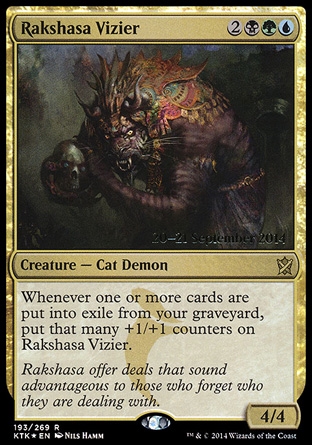 Rakshasa Vizier 2
20–21 September 2014
Creature — Cat Demon
Whenever one or more cards are
put into exile from your graveyard,
put that many +1/+1 counters on
Rakshasa Vizier.
Rakshasa offer deals that sound
advantageous to those who forget who
they are dealing with.
4/4
193/269 R
KTK ★ EN Nils Hamm ™ & © 2014 Wizards of the Coast